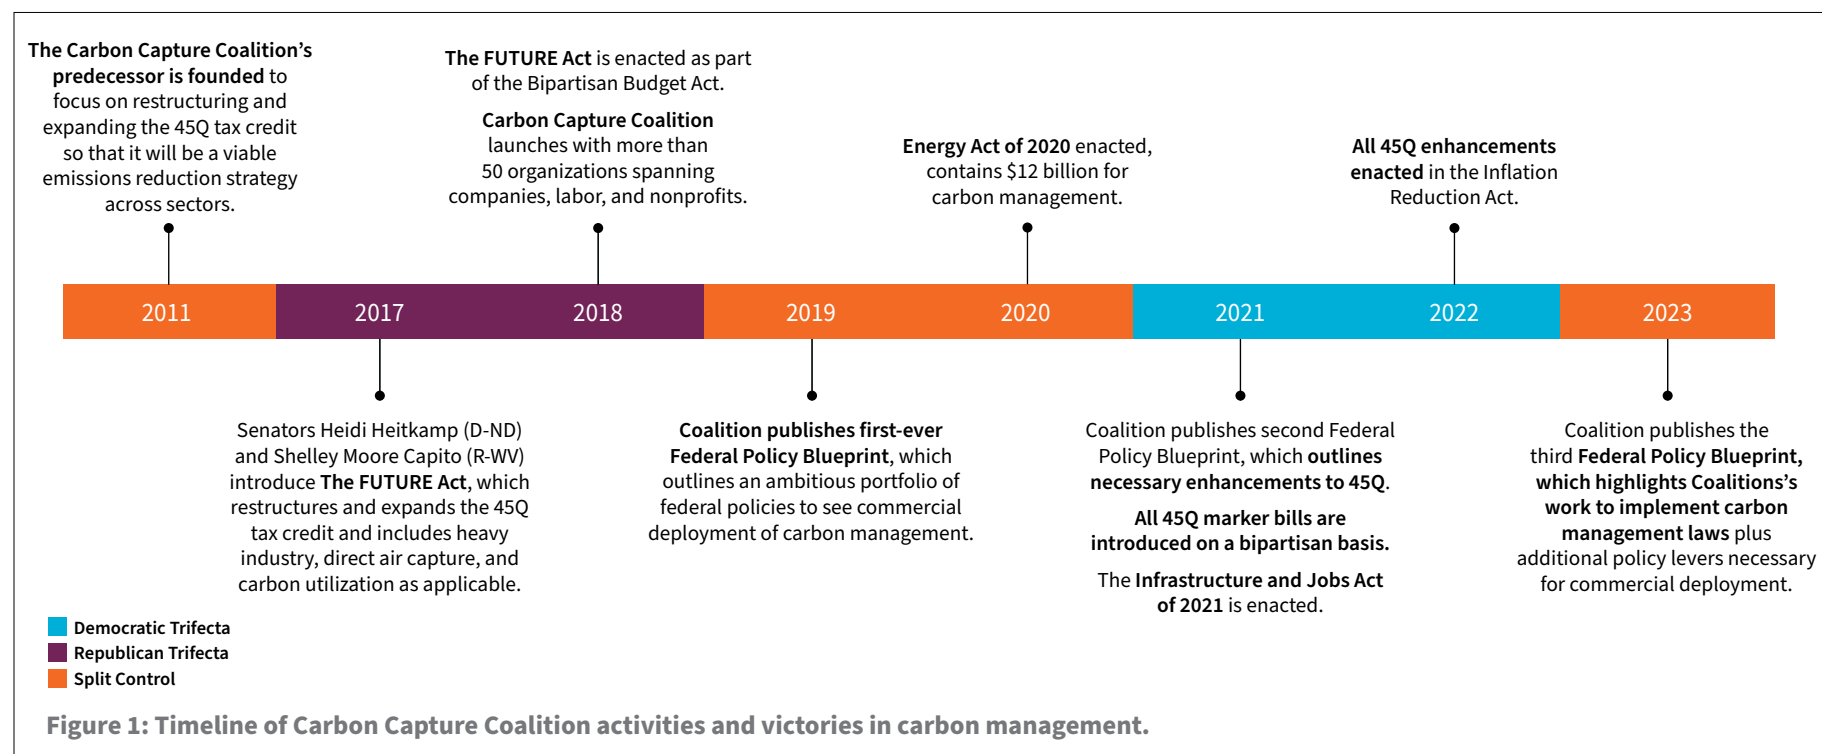 The Carbon Capture Coalition's
predecessor is founded to
focus on restructuring and
expanding the 45Q tax credit
so that it will be a viable
emissions reduction strategy
across sectors.
The FUTURE Act is enacted as part
of the Bipartisan Budget Act.
Carbon Capture Coalition
launches with more than
50 organizations spanning
companies, labor, and nonprofits.
Energy Act of 2020 enacted,
contains $12 billion for
carbon management.
All 45Q enhancements
enacted in the Inflation
Reduction Act.
2011
2017
2018
2019
2020
2021
2022
2023
Senators Heidi Heitkamp (D-ND)
and Shelley Moore Capito (R-WV)
introduce The FUTURE Act, which
restructures and expands the 45Q
tax credit and includes heavy
industry, direct air capture, and
carbon utilization as applicable.
Coalition publishes first-ever
Federal Policy Blueprint, which
outlines an ambitious portfolio of
federal policies to see commercial
deployment of carbon management.
Coalition publishes second Federal
Policy Blueprint, which outlines
necessary enhancements to 45Q.
All 45Q marker bills are
introduced on a bipartisan basis.
The Infrastructure and Jobs Act
of 2021 is enacted.
Coalition publishes the
third Federal Policy Blueprint,
which highlights Coalitions's
work to implement carbon
management laws plus
additional policy levers necessary
for commercial deployment.
Democratic Trifecta
Republican Trifecta
Split Control
Figure 1: Timeline of Carbon Capture Coalition activities and victories in carbon management.